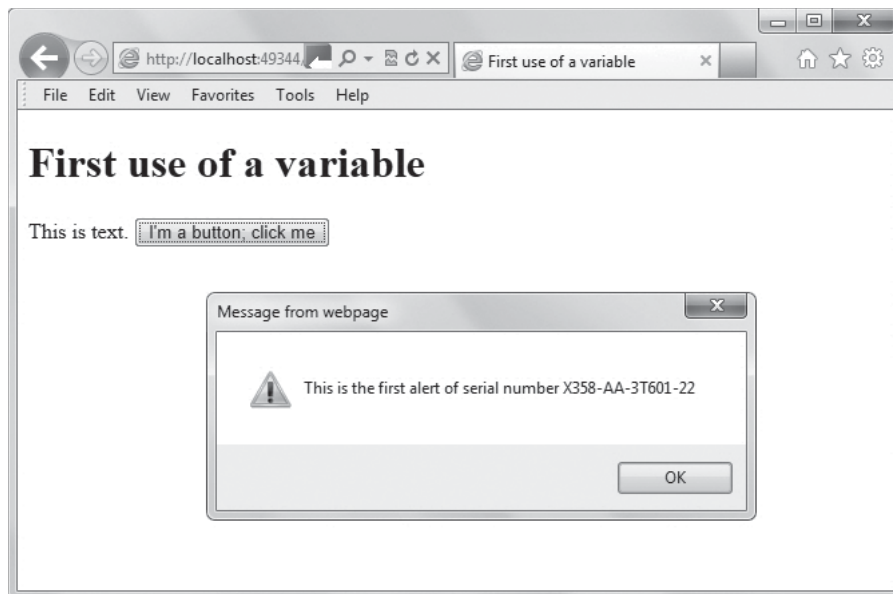 http://localhost:49344/
First use of a variable
File Edit View Favorites Tools Help
First use of a variable
This is text. I'm a button; click me
Message from webpage
This is the first alert of serial number X358-AA-3T601-22
OK